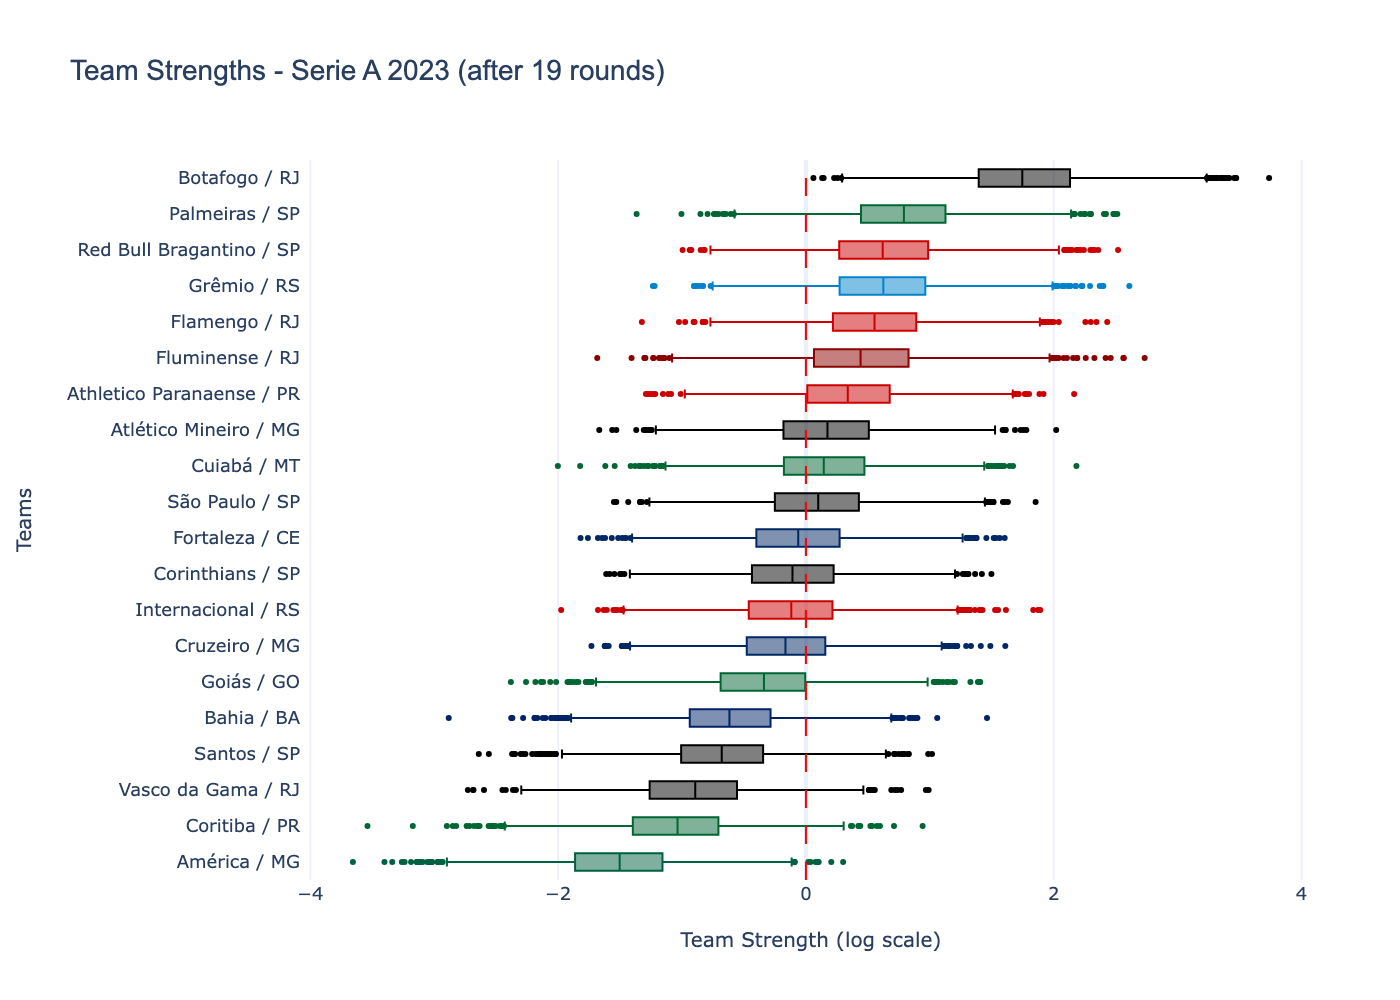 Team Strengths - Serie A 2023 (after 19 rounds)
Botafogo / RJ
Palmeiras / SP
Red Bull Bragantino / SP
Grêmio / RS
Flamengo / RJ
Fluminense / RJ
Athletico Paranaense / PR
Atlético Mineiro / MG
Cuiabá / MT
São Paulo / SP
Fortaleza / CE
Corinthians / SP
Internacional / RS
Cruzeiro / MG
Goiás / GO
Bahia / BA
Santos / SP
Vasco da Gama / RJ
Coritiba / PR
América / MG
Teams
−4 −2 0 2 4
Team Strength (log scale)